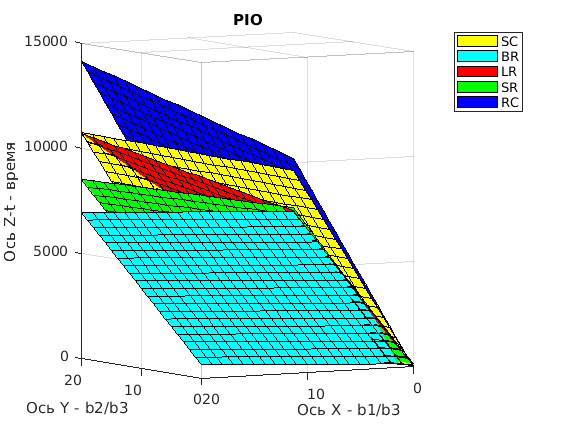 PIO
SC
BR
LR
SR
RC
15000
10000
5000
0
Ось Z-t - время
20
10
020
10
0
Ось Y - b2/b3
Ось X - b1/b3